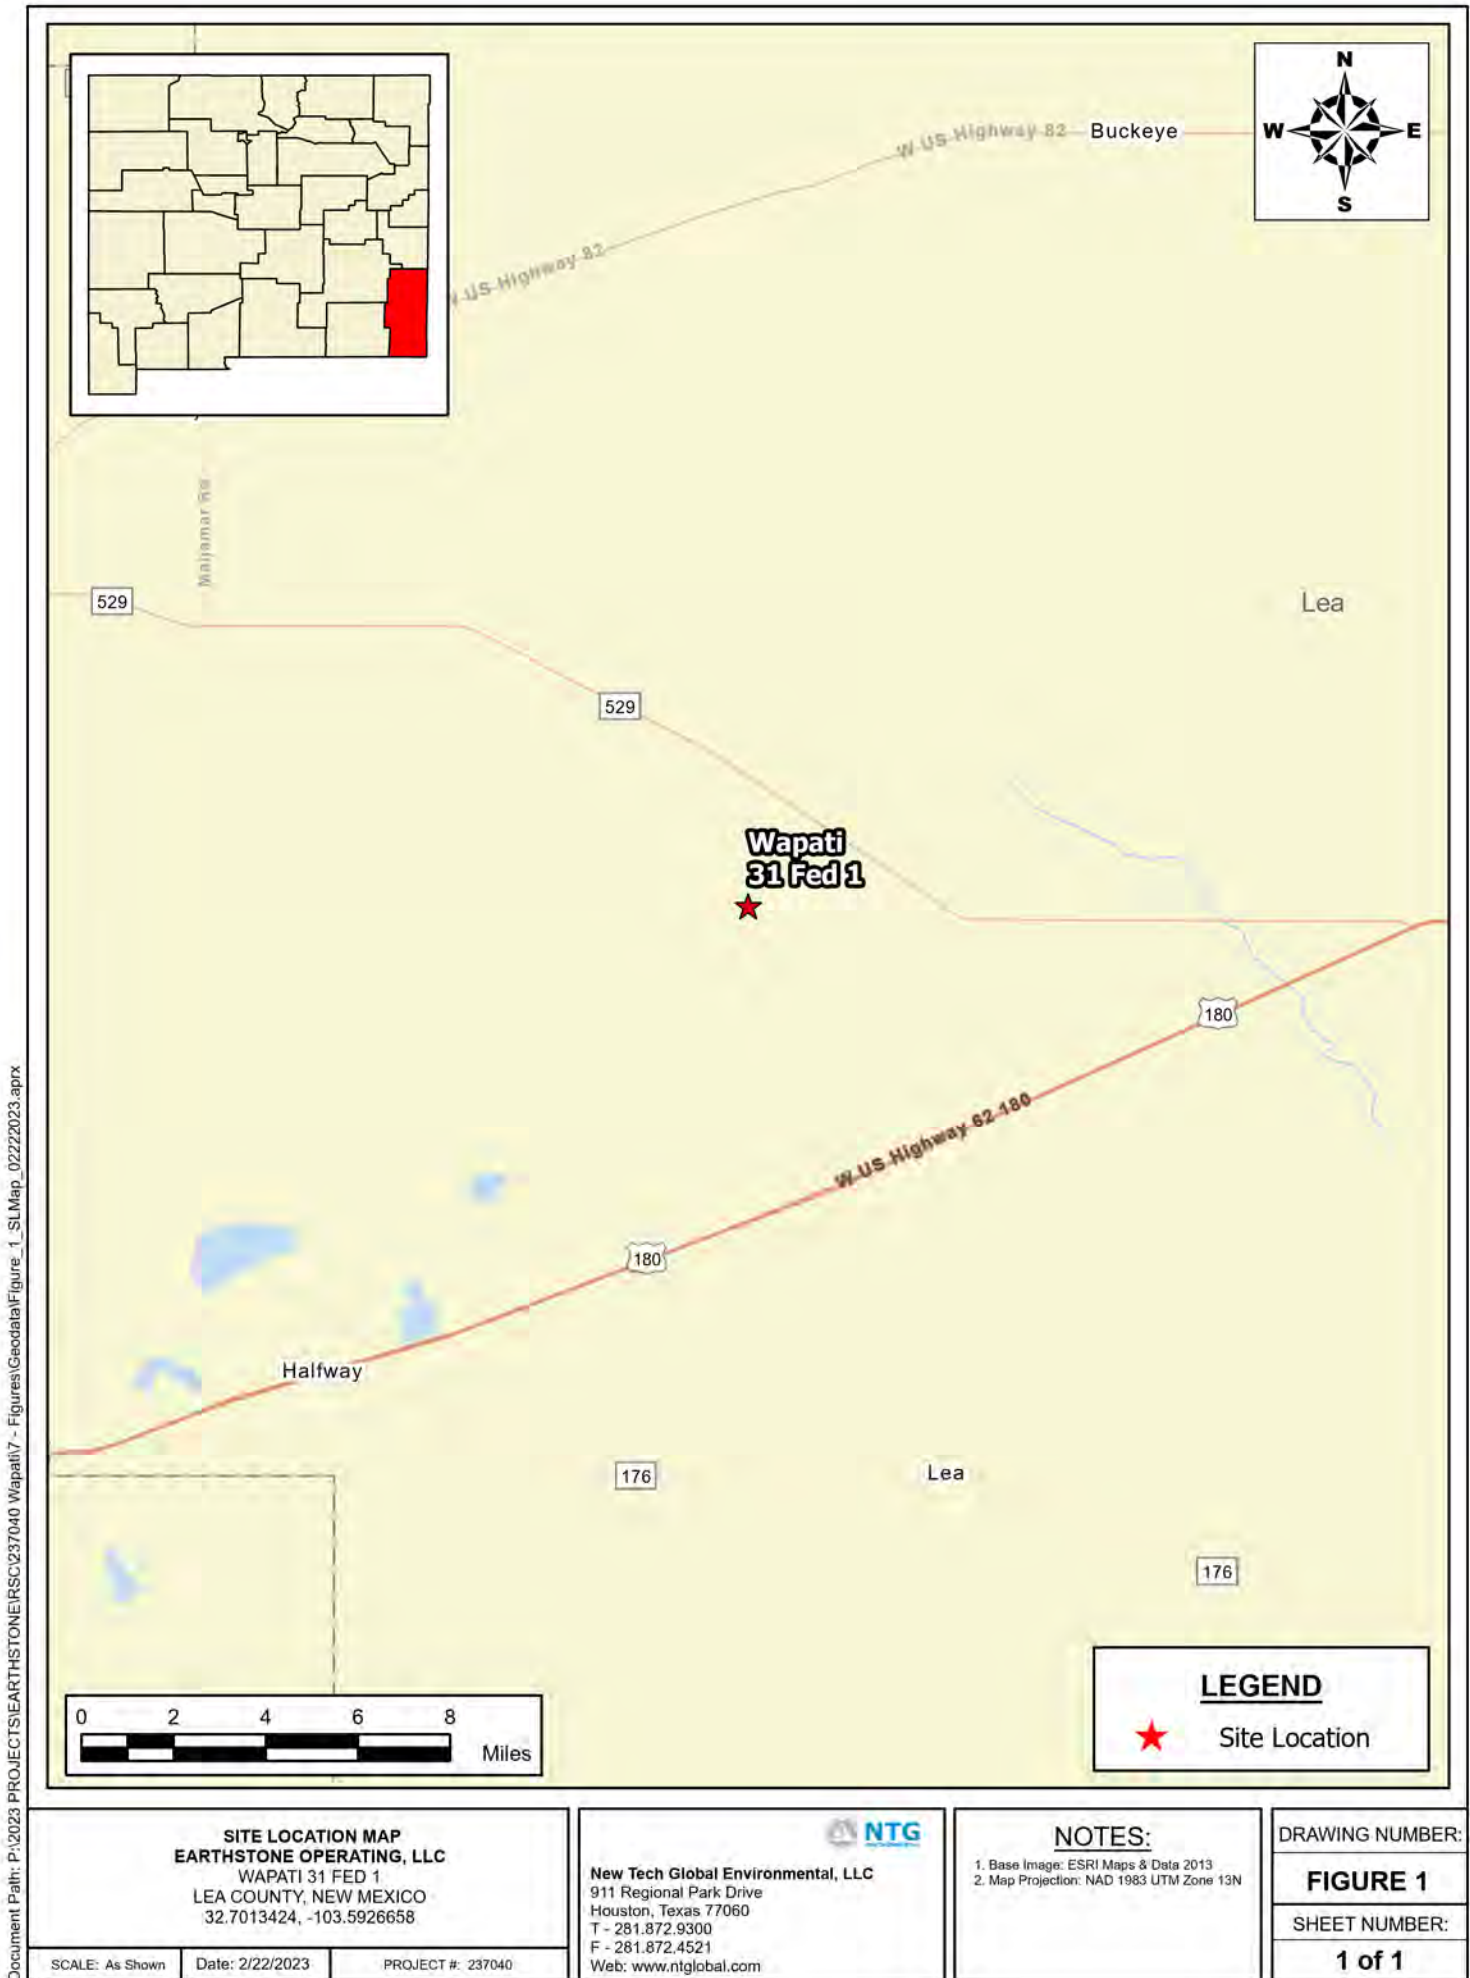 N
W
E
S
W US Highway 82
Buckeye
W US Highway 82
Maljamar Rd
529
Lea
529
Wapati
31 Fed 1
180
W US Highway 62 180
180
Halfway
176
Lea
176
0 2 4 6 8
Miles
LEGEND
Site Location
Document Path: P:\2023 PROJECTS\EARTHSTONE\RSC\237040 Wapati\7 - Figures\Geodata\Figure_1_SLMap_02222023.aprx
SITE LOCATION MAP
EARTHSTONE OPERATING, LLC
WAPATI 31 FED 1
LEA COUNTY, NEW MEXICO
32.7013424, -103.5926658
SCALE: As Shown
Date: 2/22/2023
PROJECT #: 237040
NTG
New Tech Global Environmental, LLC
911 Regional Park Drive
Houston, Texas 77060
T - 281.872.9300
F - 281.872.4521
Web: www.ntglobal.com
NOTES:
1. Base Image: ESRI Maps & Data 2013
2. Map Projection: NAD 1983 UTM Zone 13N
DRAWING NUMBER:
FIGURE 1
SHEET NUMBER:
1 of 1